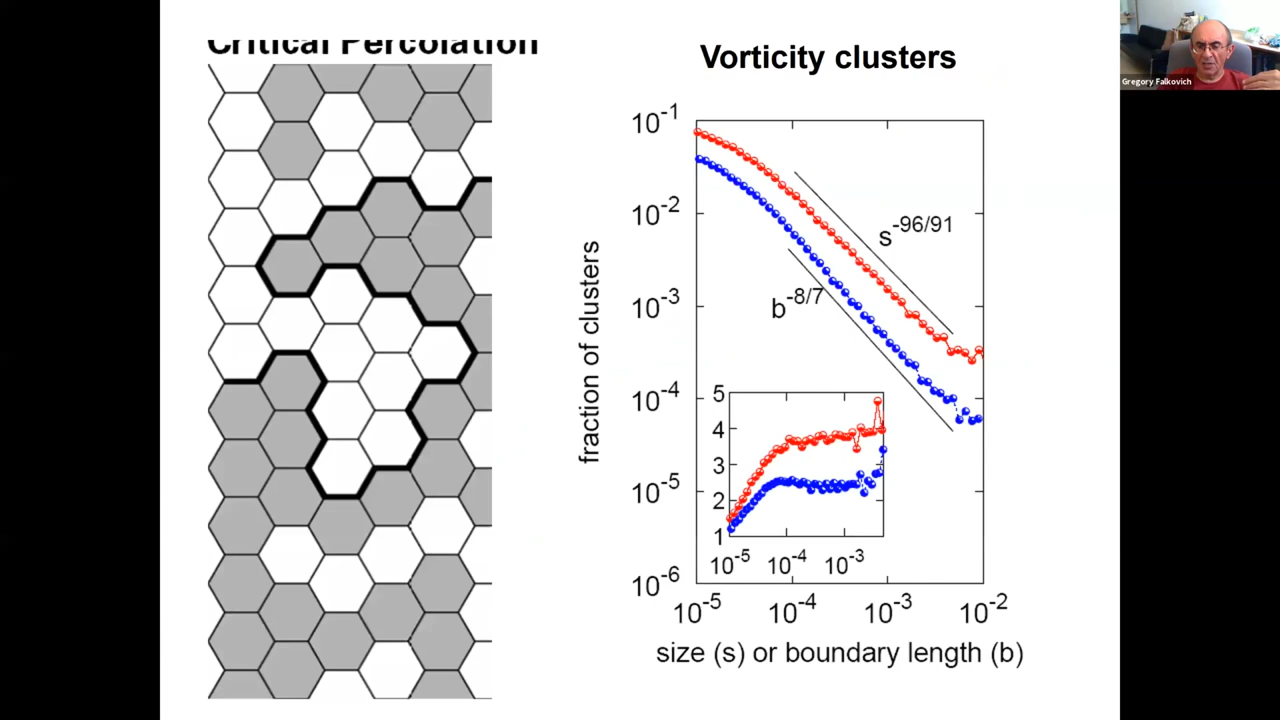 Critical Percolation
Vorticity clusters
Gregory Falkovich
10⁻¹
10⁻²
10⁻³
10⁻⁴
10⁻⁵
10⁻⁶
fraction of clusters
s⁻⁹⁶/⁹¹
b⁻⁸/⁷
5
4
3
2
1
10⁻⁵ 10⁻⁴ 10⁻³
10⁻⁵ 10⁻⁴ 10⁻³ 10⁻²
size (s) or boundary length (b)